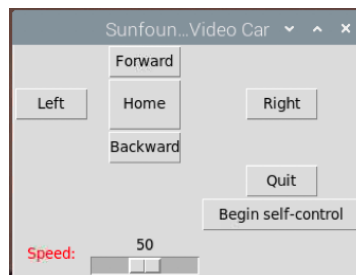 Sunfoun...Video Car
Forward
Left Home Right
Backward
Quit
Begin self-control
50
Speed: